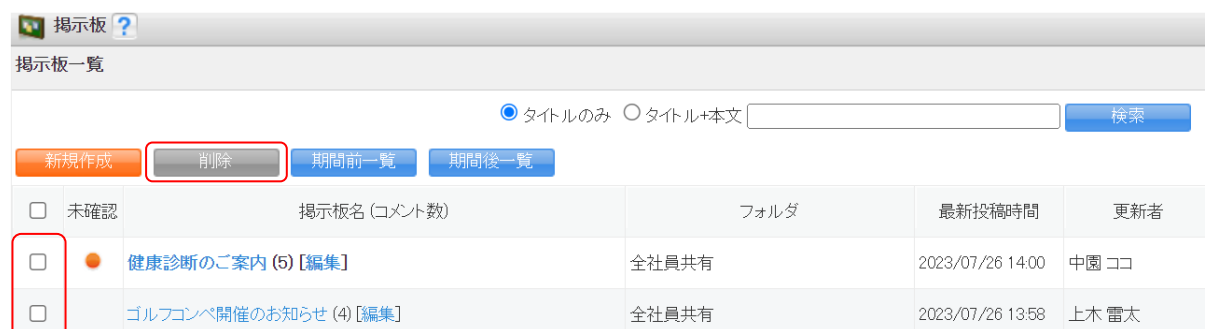 掲示板 ?
掲示板一覧
タイトルのみ タイトル+本文 検索
新規作成 削除 期間前一覧 期間後一覧
未確認 掲示板名 (コメント数) フォルダ 最新投稿時間 更新者
健康診断のご案内 (5) [編集] 全社員共有 2023/07/26 14:00 中園 ココ
ゴルフコンペ開催のお知らせ (4) [編集] 全社員共有 2023/07/26 13:58 上木 雷太